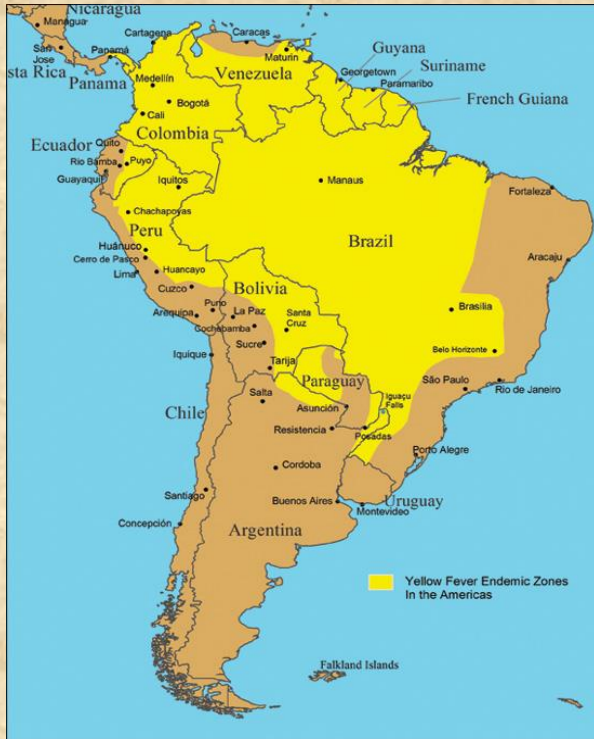 Nicaragua
Managua
San
Jose
sta Rica
Panamá
Panama
Cartagena
Caracas
Maturin
Venezuela
Guyana
Georgetown
Suriname
Paramaribo
French Guiana
Medellín
Bogotá
Cali
Colombia
Ecuador
Quito
Rio Bamba
Puyo
Guayaquil
Iquitos
Manaus
Fortaleza
Chachapoyas
Peru
Brazil
Huánuco
Cerro de Pasco
Lima
Huancayo
Aracaju
Cuzco
Bolivia
Puno
La Paz
Santa
Cruz
Brasilia
Arequipa
Cochebamba
Sucre
Belo Horizonte
Iquique
Tarija
Paraguay
São Paulo
Rio de Janeiro
Iguaçu
Falls
Salta
Asunción
Chile
Resistencia
Posadas
Porto Alegre
Cordoba
Santiago
Buenos Aires
Uruguay
Montevideo
Concepción
Argentina
Yellow Fever Endemic Zones
In the Americas
Falkland Islands